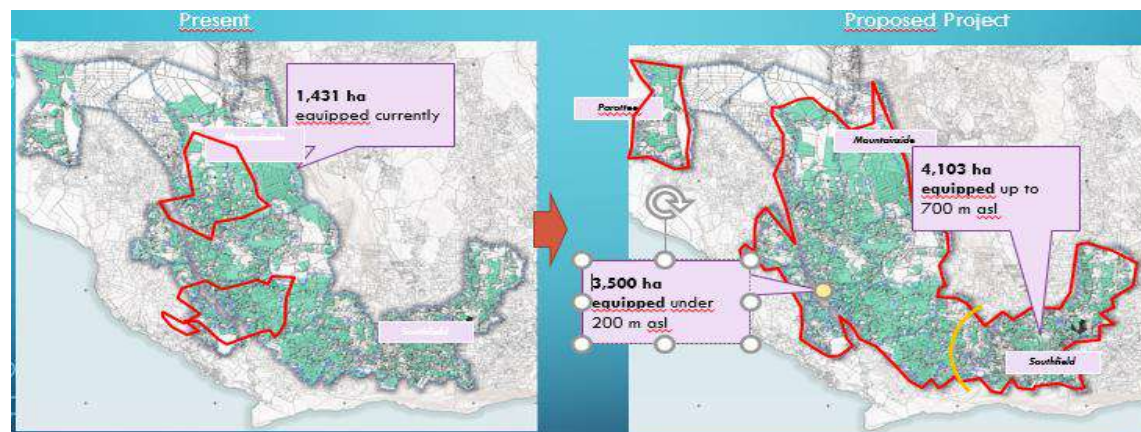 Present
1,431 ha
equipped currently
Southfield
Proposed Project
Parottee
Mountainside
4,103 ha
equipped up to
700 m asl
3,500 ha
equipped under
200 m asl
Southfield